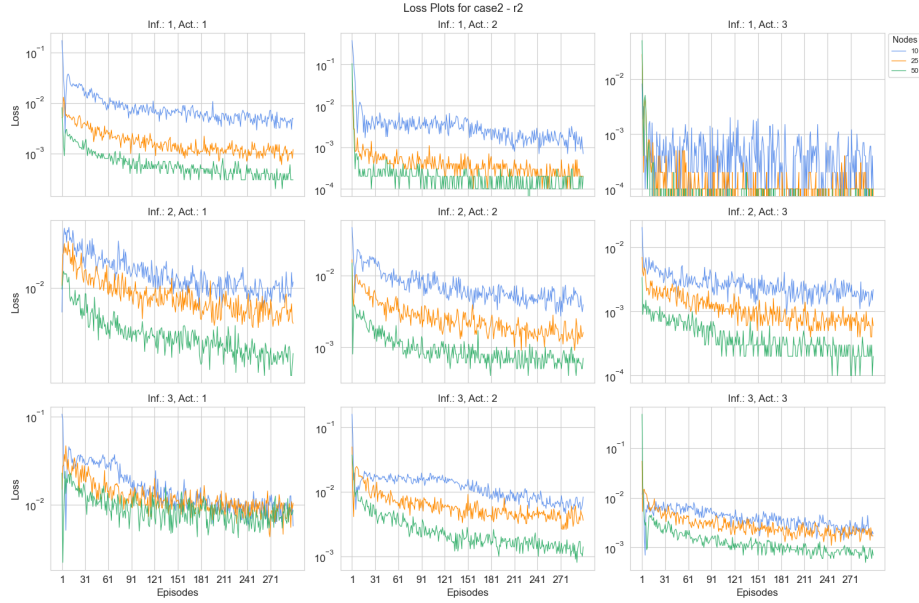 Loss Plots for case2 - r2
Inf.: 1, Act.: 1
Inf.: 1, Act.: 2
Inf.: 1, Act.: 3
Nodes
10
25
50
Loss
10⁻¹
10⁻²
10⁻³
10⁻¹
10⁻²
10⁻³
10⁻⁴
10⁻²
10⁻³
10⁻⁴
Inf.: 2, Act.: 1
Inf.: 2, Act.: 2
Inf.: 2, Act.: 3
Loss
10⁻²
10⁻²
10⁻³
10⁻²
10⁻³
10⁻⁴
Inf.: 3, Act.: 1
Inf.: 3, Act.: 2
Inf.: 3, Act.: 3
Loss
10⁻¹
10⁻²
10⁻¹
10⁻²
10⁻³
10⁻¹
10⁻²
10⁻³
1 31 61 91 121 151 181 211 241 271
1 31 61 91 121 151 181 211 241 271
1 31 61 91 121 151 181 211 241 271
Episodes
Episodes
Episodes